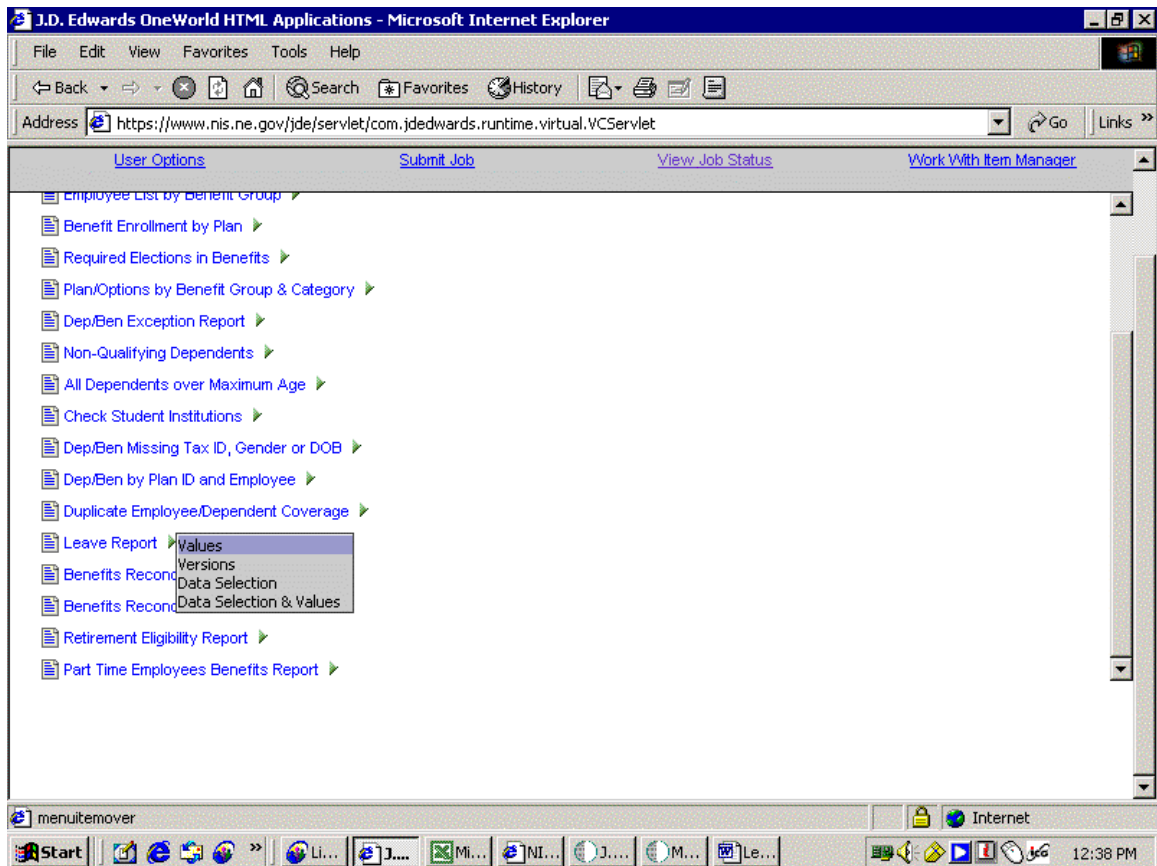 J.D. Edwards OneWorld HTML Applications - Microsoft Internet Explorer
File Edit View Favorites Tools Help
Back Search Favorites History
Address https://www.nis.ne.gov/jde/servlet/com.jdedwards.runtime.virtual.VCServlet Go Links »
User Options Submit Job View Job Status Work With Item Manager
Employee List by Benefit Group
Benefit Enrollment by Plan
Required Elections in Benefits
Plan/Options by Benefit Group & Category
Dep/Ben Exception Report
Non-Qualifying Dependents
All Dependents over Maximum Age
Check Student Institutions
Dep/Ben Missing Tax ID, Gender or DOB
Dep/Ben by Plan ID and Employee
Duplicate Employee/Dependent Coverage
Leave Report Values
Versions
Benefits Recond
Data Selection
Benefits Recond Data Selection & Values
Retirement Eligibility Report
Part Time Employees Benefits Report
menuitemover Internet
Start » Li... J.... Mi... NI... J.... M... Le... 12:38 PM